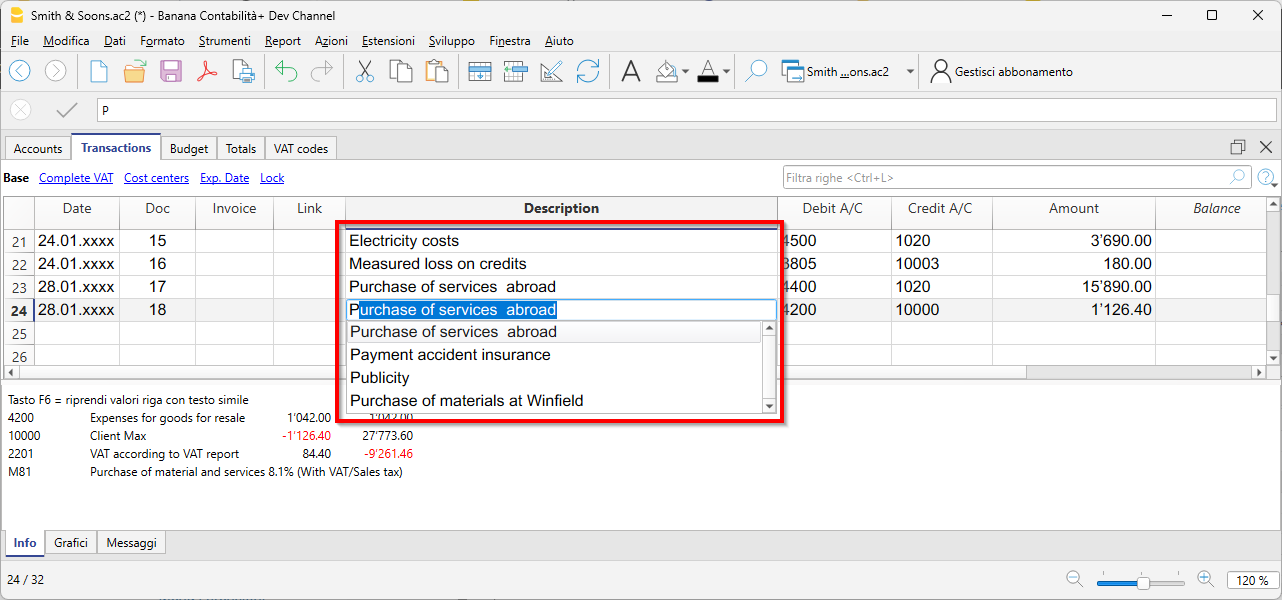 Smith & Soons.ac2 (*) - Banana Contabilità+ Dev Channel
File Modifica Dati Formato Strumenti Report Azioni Estensioni Sviluppo Finestra Aiuto
Smith ...ons.ac2 Gestisci abbonamento
P
Accounts Transactions Budget Totals VAT codes
Base Complete VAT Cost centers Exp. Date Lock Filtra righe <Ctrl+L>
Date Doc Invoice Link Description Debit A/C Credit A/C Amount Balance
21 24.01.xxxx 15 Electricity costs 4500 1020 3'690.00
22 24.01.xxxx 16 Measured loss on credits 3805 10003 180.00
23 28.01.xxxx 17 Purchase of services abroad 4400 1020 15'890.00
24 28.01.xxxx 18 Purchase of services abroad 4200 10000 1'126.40
25 Purchase of services abroad
26 Payment accident insurance
Publicity
Purchase of materials at Winfield
Tasto F6 = riprendi valori riga con testo simile
4200 Expenses for goods for resale 1'042.00 1'042.00
10000 Client Max -1'126.40 27'773.60
2201 VAT according to VAT report 84.40 -9'261.46
M81 Purchase of material and services 8.1% (With VAT/Sales tax)
Info Grafici Messaggi
24 / 32 120 %